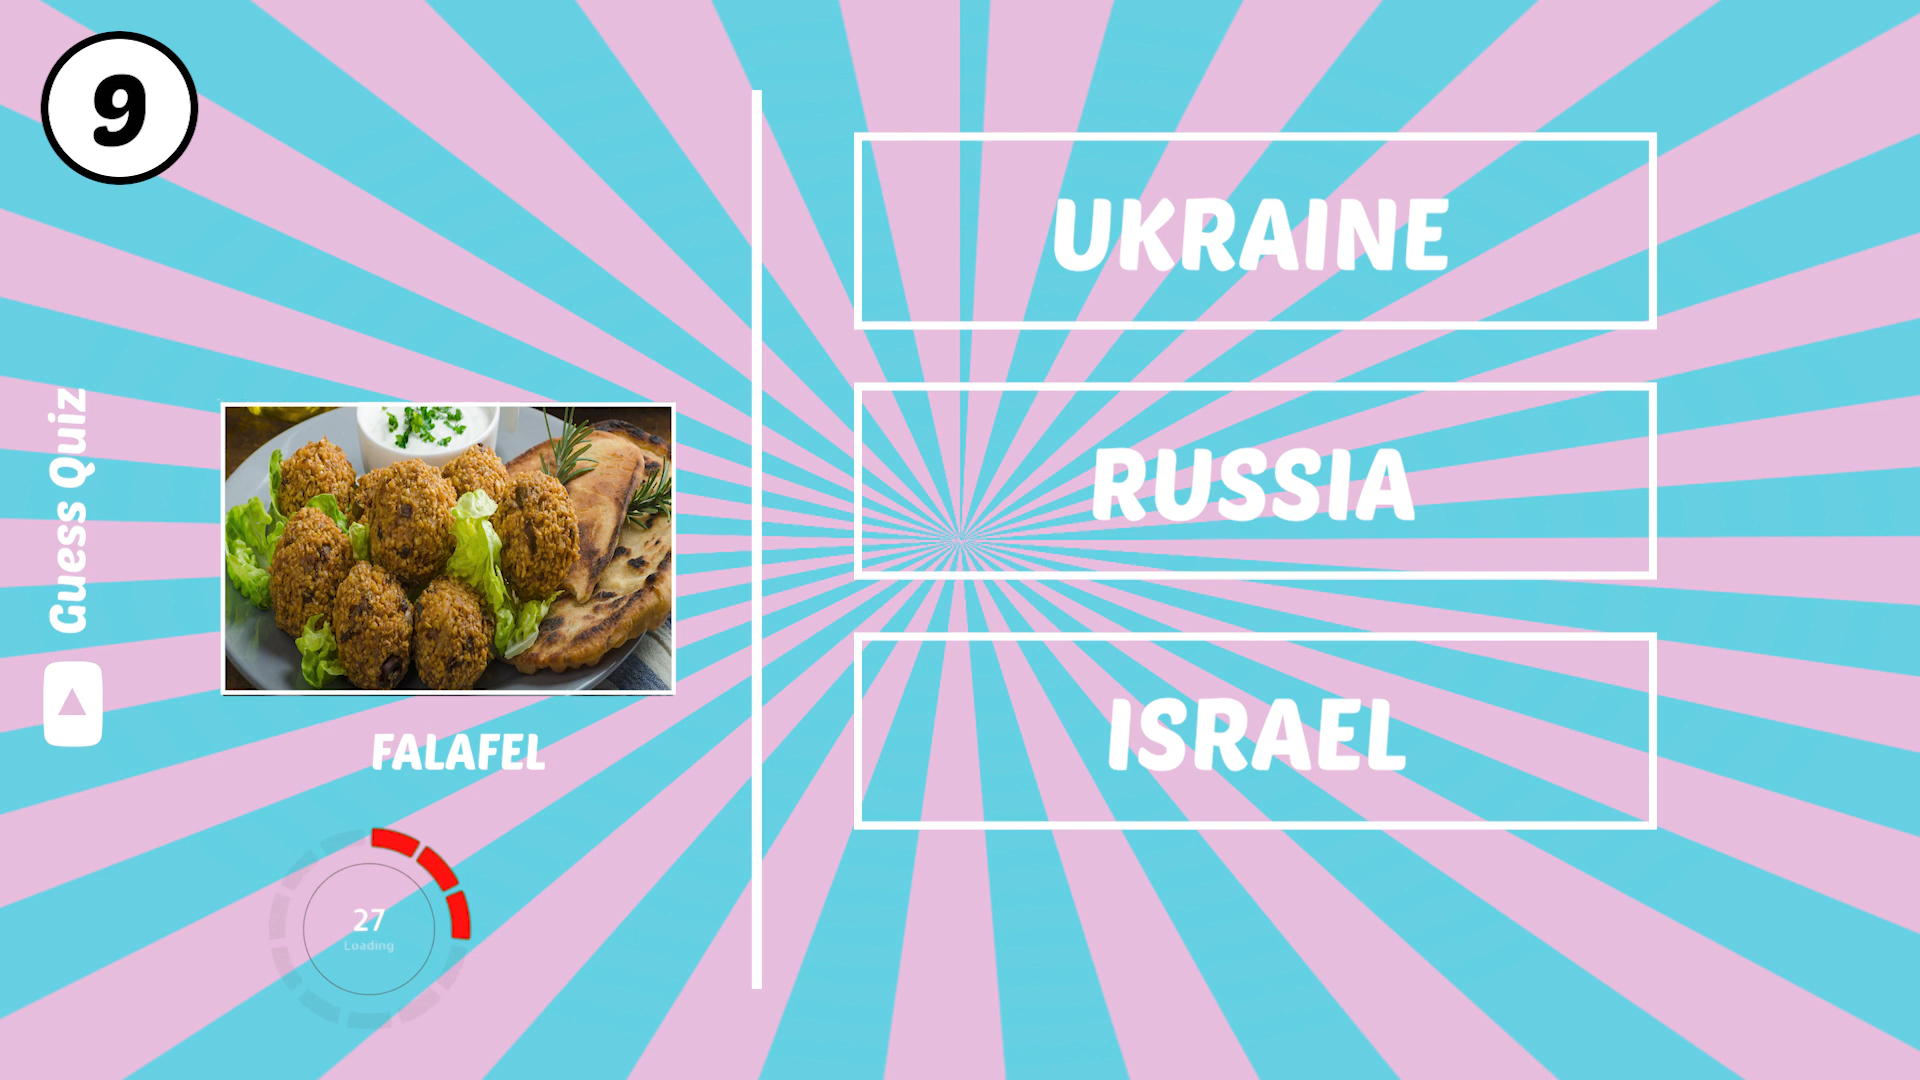 9
Guess Quiz
FALAFEL
27
Loading
UKRAINE
RUSSIA
ISRAEL